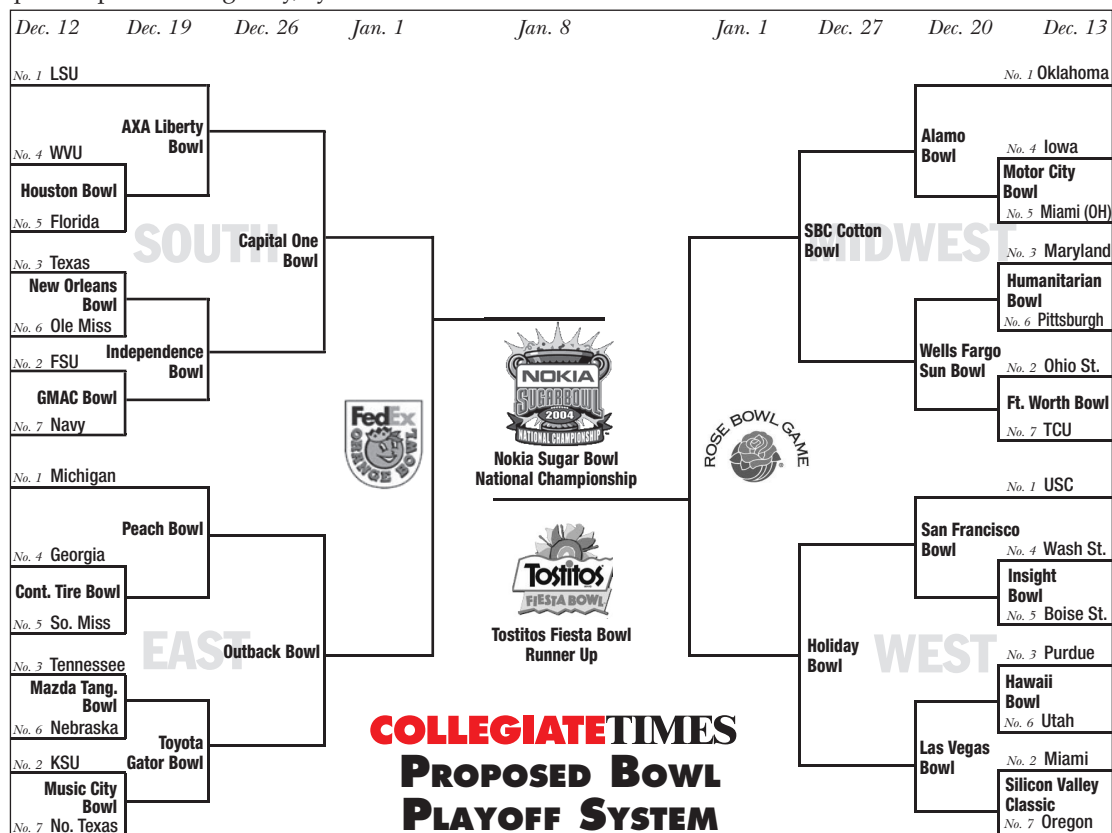 Dec. 12 Dec. 19 Dec. 26 Jan. 1 Jan. 8 Jan. 1 Dec. 27 Dec. 20 Dec. 13
No. 1 LSU
AXA Liberty
Bowl
No. 4 WVU
Houston Bowl
No. 5 Florida
SOUTH
Capital One
Bowl
No. 3 Texas
New Orleans
Bowl
No. 6 Ole Miss
Independence
Bowl
No. 2 FSU
GMAC Bowl
No. 7 Navy
No. 1 Michigan
Peach Bowl
No. 4 Georgia
Cont. Tire Bowl
No. 5 So. Miss
EAST
Outback Bowl
No. 3 Tennessee
Mazda Tang.
Bowl
No. 6 Nebraska
Toyota
Gator Bowl
No. 2 KSU
Music City
Bowl
No. 7 No. Texas
FedEx
ORANGE BOWL
NOKIA
SUGAR BOWL
2004
NATIONAL CHAMPIONSHIP
Nokia Sugar Bowl
National Championship
Tostitos
FIESTA BOWL
Tostitos Fiesta Bowl
Runner Up
ROSE BOWL GAME
No. 1 Oklahoma
Alamo
Bowl
No. 4 Iowa
Motor City
Bowl
No. 5 Miami (OH)
SBC Cotton
Bowl
MIDWEST
No. 3 Maryland
Humanitarian
Bowl
No. 6 Pittsburgh
Wells Fargo
Sun Bowl
No. 2 Ohio St.
Ft. Worth Bowl
No. 7 TCU
No. 1 USC
San Francisco
Bowl
No. 4 Wash St.
Insight
Bowl
No. 5 Boise St.
Holiday
Bowl
WEST
No. 3 Purdue
Hawaii
Bowl
No. 6 Utah
Las Vegas
Bowl
No. 2 Miami
Silicon Valley
Classic
No. 7 Oregon
COLLEGIATETIMES
PROPOSED BOWL
PLAYOFF SYSTEM